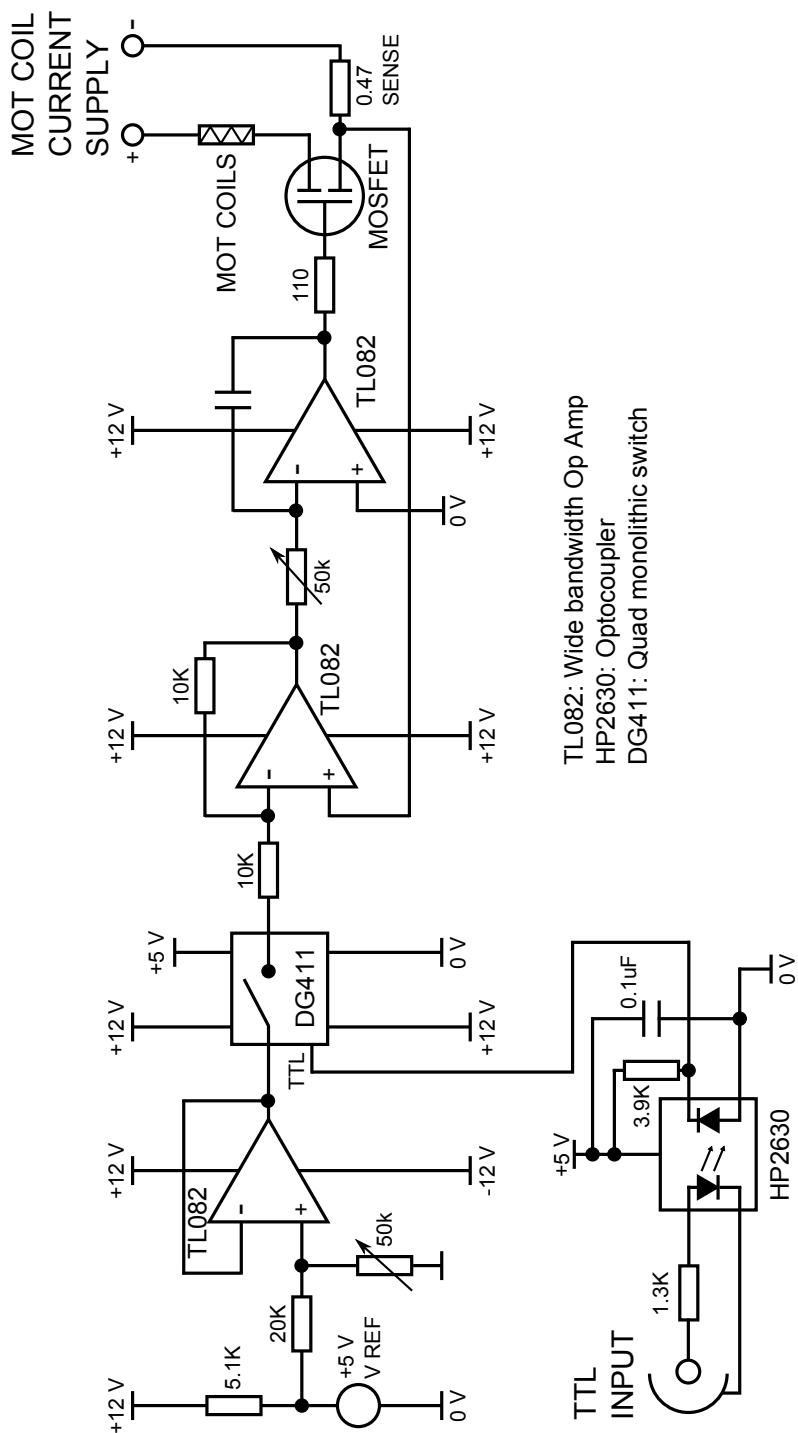 MOT COIL
CURRENT
SUPPLY
+
-
MOT COILS
0.47
SENSE
MOSFET
110
TL082
+12 V
+12 V
-
+
0 V
50k
10K
TL082
+12 V
+12 V
-
+
10K
+5 V
+12 V
DG411
TTL
0 V
+12 V
TL082
+12 V
-12 V
-
+
50k
20K
5.1K
+12 V
+5 V
V REF
0 V
TTL
INPUT
1.3K
+5 V
3.9K
0.1uF
0 V
HP2630
TL082: Wide bandwidth Op Amp
HP2630: Optocoupler
DG411: Quad monolithic switch